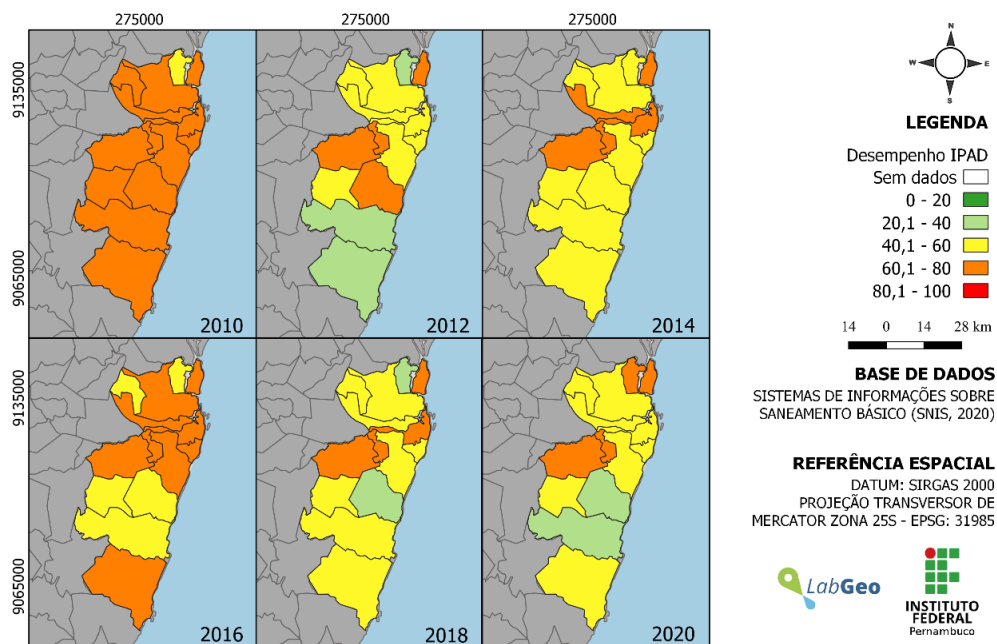 275000
275000
275000
9135000
9065000
2010
2012
2014
9135000
9065000
2016
2018
2020
N
W
E
S
LEGENDA
Desempenho IPAD
Sem dados
0 - 20
20,1 - 40
40,1 - 60
60,1 - 80
80,1 - 100
14 0 14 28 km
BASE DE DADOS
SISTEMAS DE INFORMAÇÕES SOBRE
SANEAMENTO BÁSICO (SNIS, 2020)
REFERÊNCIA ESPACIAL
DATUM: SIRGAS 2000
PROJEÇÃO TRANSVERSOR DE
MERCATOR ZONA 25S - EPSG: 31985
LabGeo
INSTITUTO
FEDERAL
Pernambuco